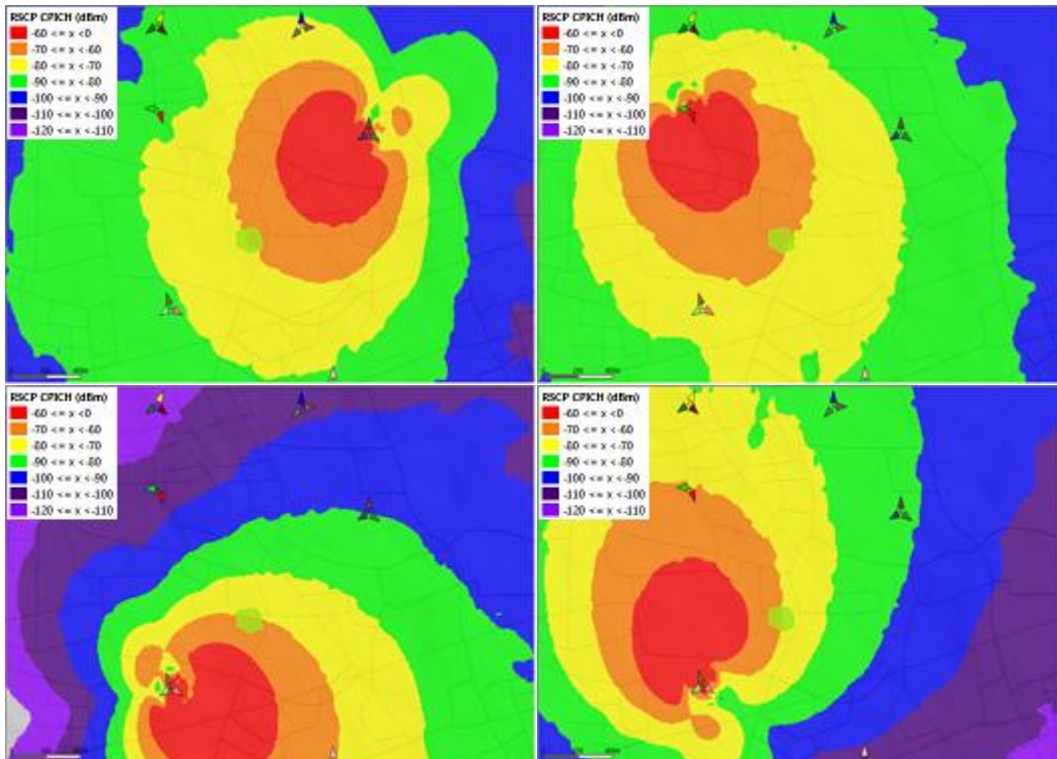 RSCP CPICH (dBm)
-60 <= x <0
-70 <= x <-60
-80 <= x <-70
-90 <= x <-80
-100 <= x <-90
-110 <= x <-100
-120 <= x <-110
RSCP CPICH (dBm)
-60 <= x <0
-70 <= x <-60
-80 <= x <-70
-90 <= x <-80
-100 <= x <-90
-110 <= x <-100
-120 <= x <-110
RSCP CPICH (dBm)
-60 <= x <0
-70 <= x <-60
-80 <= x <-70
-90 <= x <-80
-100 <= x <-90
-110 <= x <-100
-120 <= x <-110
RSCP CPICH (dBm)
-60 <= x <0
-70 <= x <-60
-80 <= x <-70
-90 <= x <-80
-100 <= x <-90
-110 <= x <-100
-120 <= x <-110